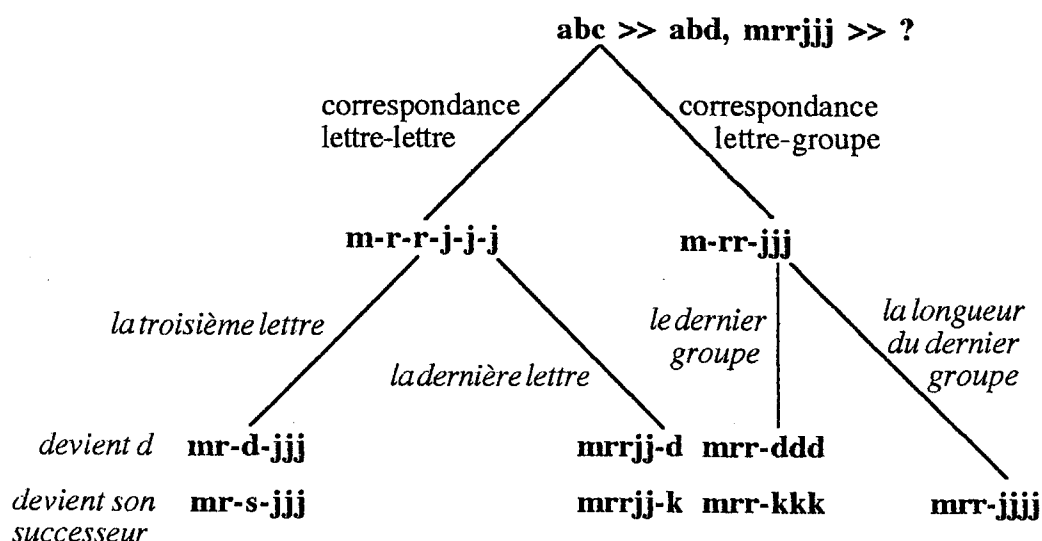 abc >> abd, mrrjjj >> ?
correspondance
lettre-lettre
correspondance
lettre-groupe
m-r-r-j-j-j
m-rr-jjj
la troisième lettre
la dernière lettre
le dernier
groupe
la longueur
du dernier
groupe
devient d mr-d-jjj mrrjj-d mrr-ddd
devient son
successeur
mr-s-jjj mrrjj-k mrr-kkk mrr-jjjj